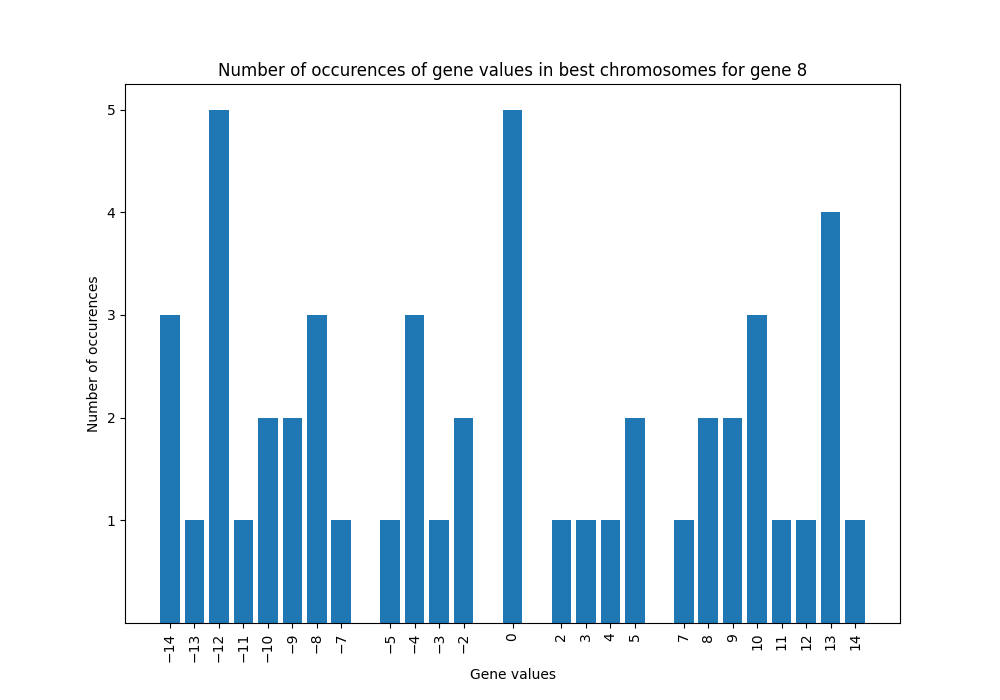 Number of occurences of gene values in best chromosomes for gene 8
5
4
3
2
1
Number of occurences
−14 −13 −12 −11 −10 −9 −8 −7 −5 −4 −3 −2 0 2 3 4 5 7 8 9 10 11 12 13 14
Gene values